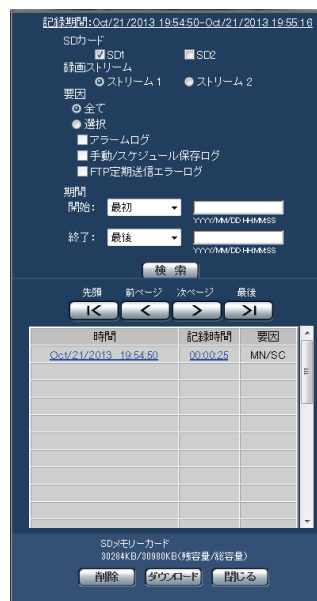 記録期間:Oct/21/2013 19:54:50-Oct/21/2013 19:55:16
SDカード
SD1 SD2
録画ストリーム
ストリーム1 ストリーム2
要因
全て
選択
アラームログ
手動/スケジュール保存ログ
FTP定期送信エラーログ
期間
開始: 最初
YYYY/MM/DD HH:MM:SS
終了: 最後
YYYY/MM/DD HH:MM:SS
検 索
先頭 前ページ 次ページ 最後
|< < > >|
時間 記録時間 要因
Oct/21/2013 19:54:50 00:00:25 MN/SC
SDメモリーカード
30284KB/30980KB(残容量/総容量)
削除 ダウンロード 閉じる